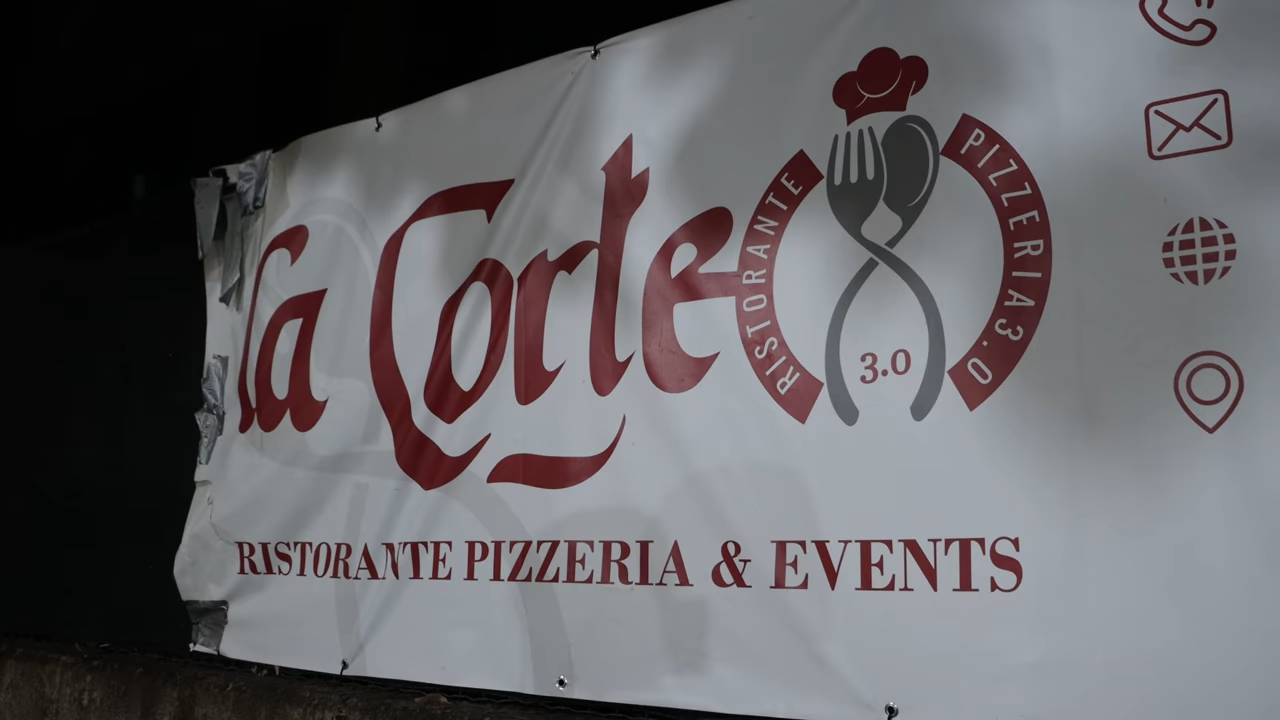 la Corte
RISTORANTE
PIZZERIA 3.0
3.0
RISTORANTE PIZZERIA & EVENTS